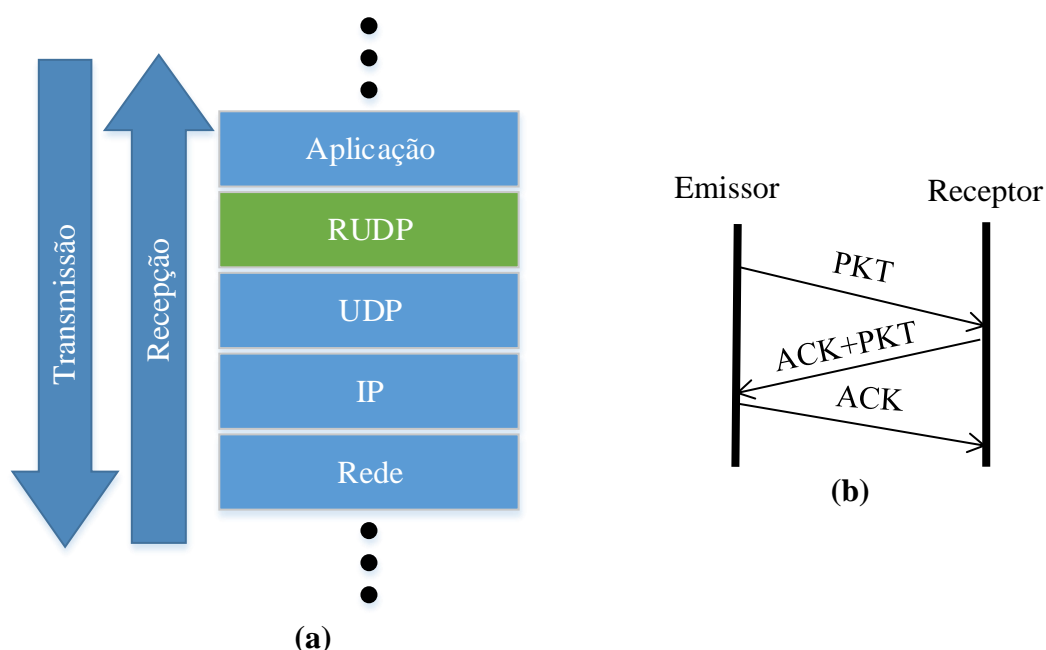 Transmissão
Recepção
Aplicação
RUDP
UDP
IP
Rede
(a)
Emissor
Receptor
PKT
ACK+PKT
ACK
(b)